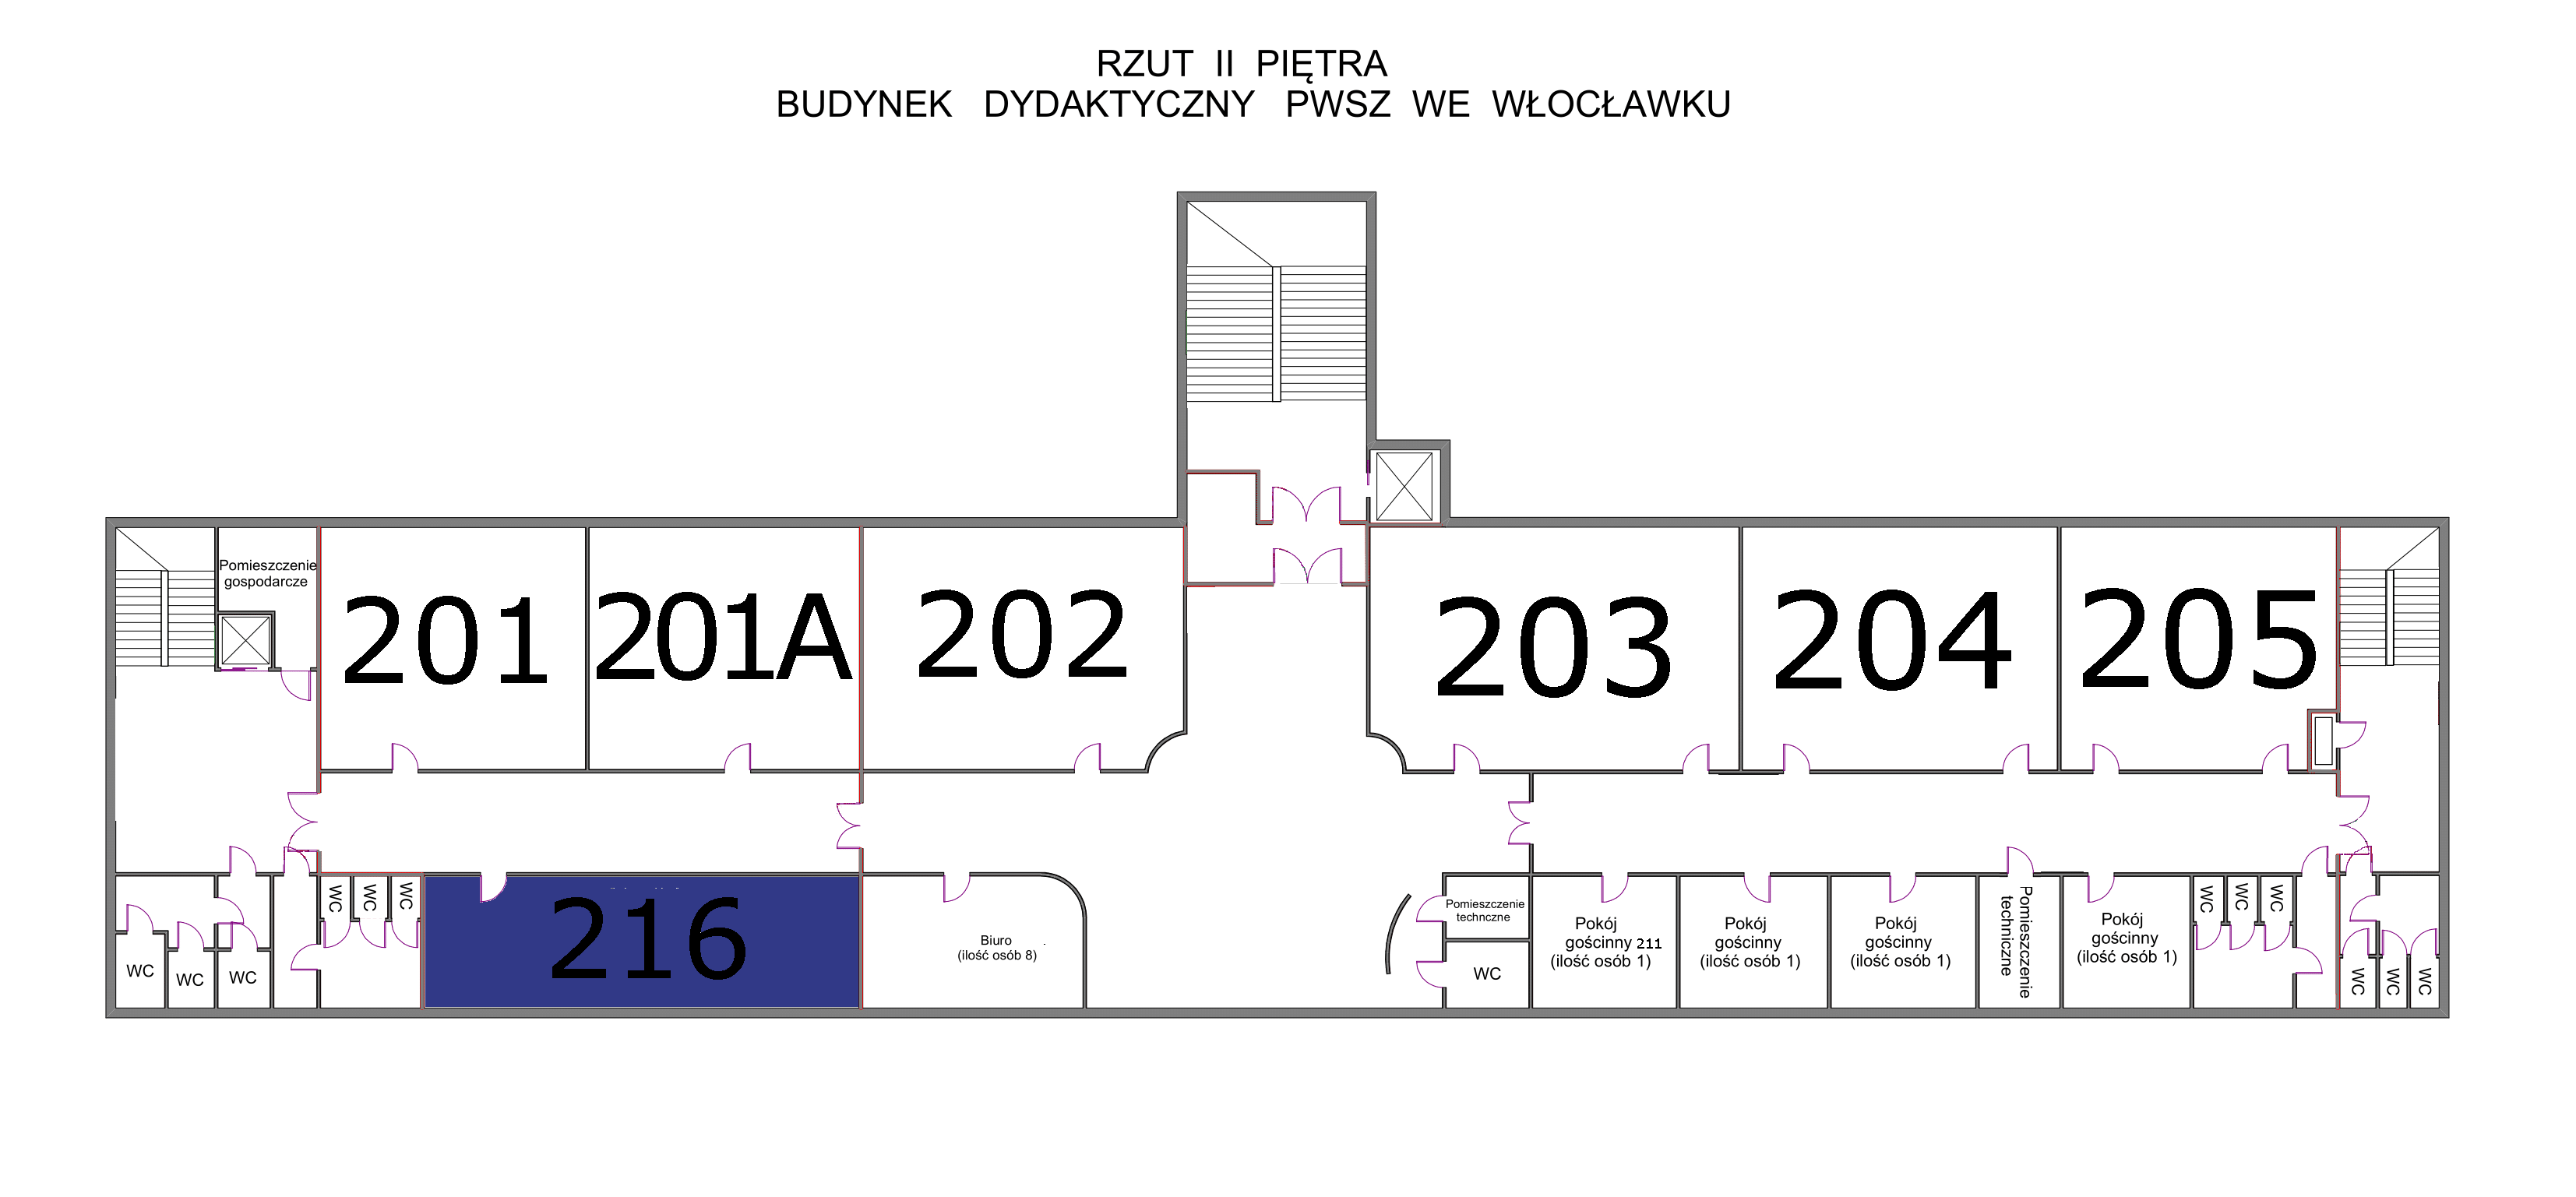 RZUT II PIĘTRA
BUDYNEK DYDAKTYCZNY PWSZ WE WŁOCŁAWKU
Pomieszczenie
gospodarcze
201
201A
202
203
204
205
WC
WC
WC
WC
WC
WC
216
Biuro
(ilość osób 8)
Pomieszczenie
techniczne
WC
Pokój
gościnny 211
(ilość osób 1)
Pokój
gościnny
(ilość osób 1)
Pokój
gościnny
(ilość osób 1)
Pomieszczenie
techniczne
Pokój
gościnny
(ilość osób 1)
WC
WC
WC
WC
WC
WC